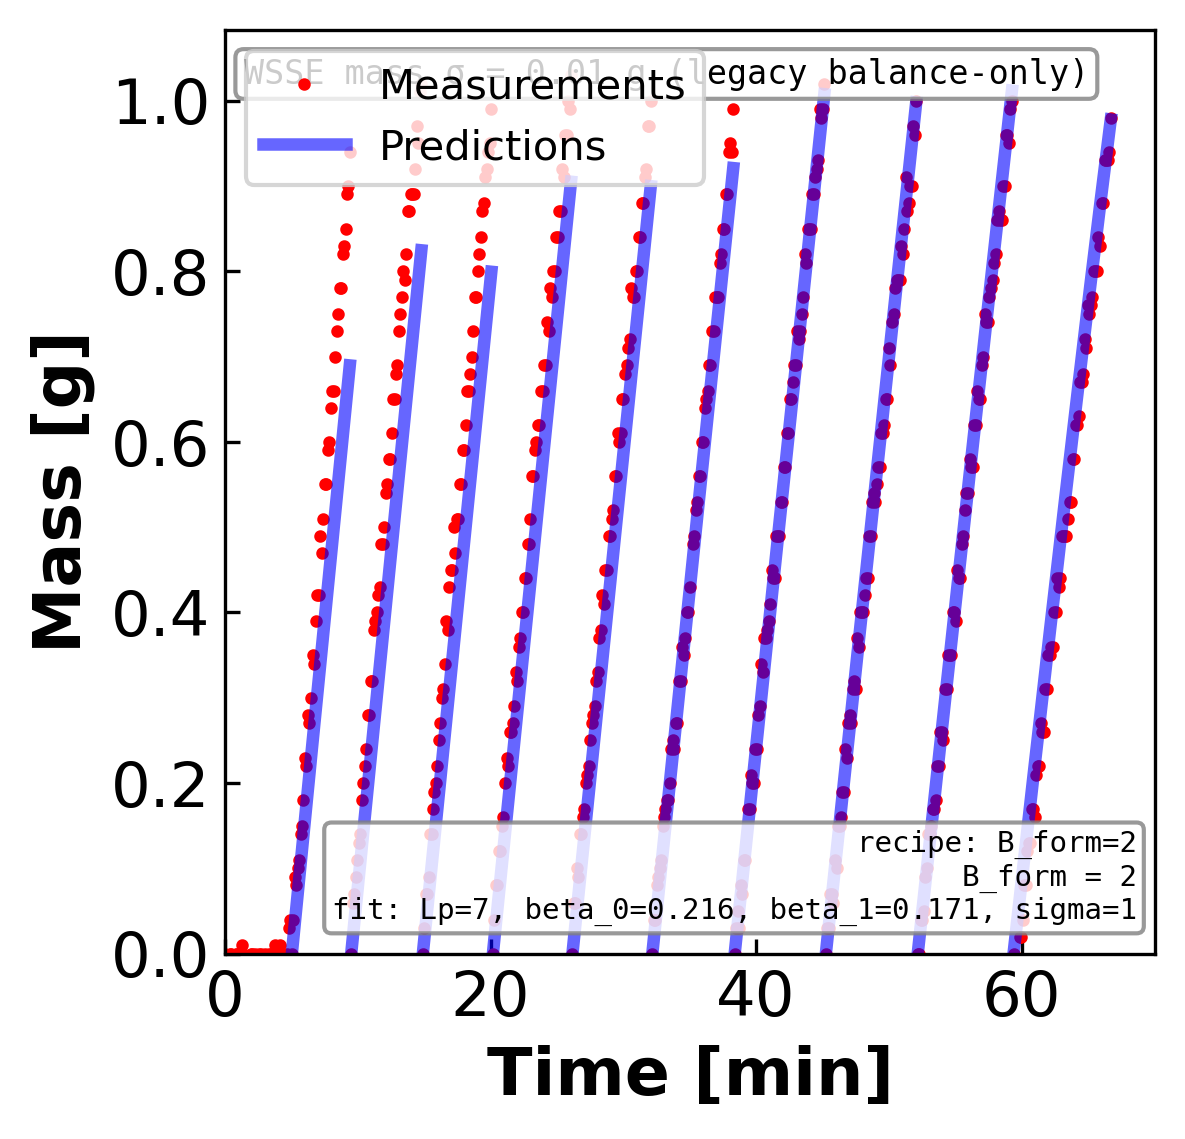 WSSE mass σ = 0.01 g (legacy balance-only)
Measurements
Predictions
1.0
0.8
0.6
0.4
0.2
0.0
Mass [g]
recipe: B_form=2
B_form = 2
fit: Lp=7, beta_0=0.216, beta_1=0.171, sigma=1
0 20 40 60
Time [min]